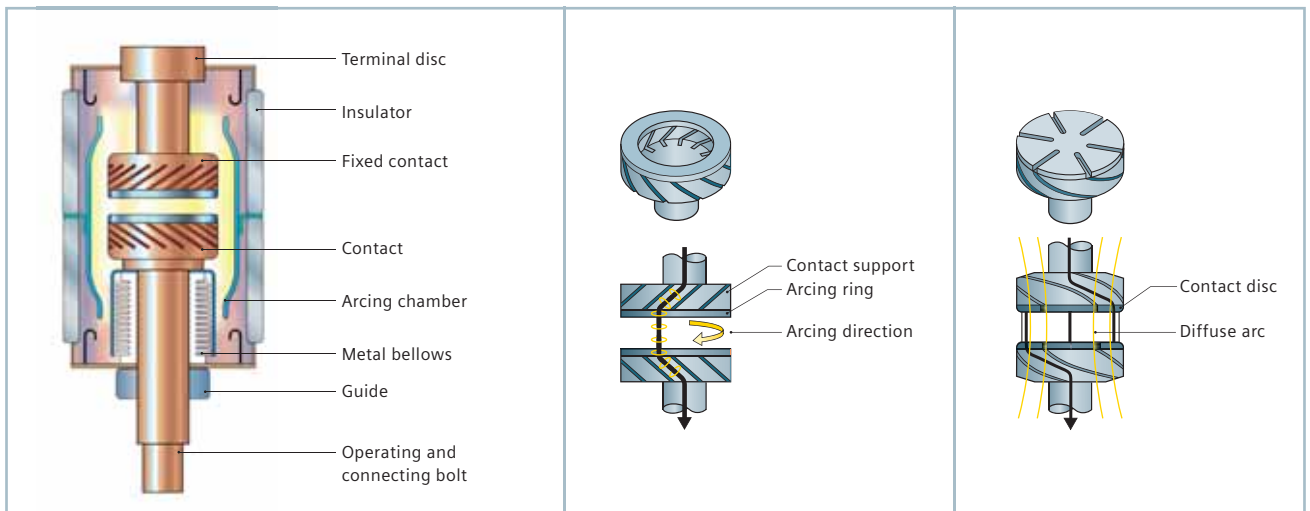 Terminal disc
Insulator
Fixed contact
Contact
Arcing chamber
Metal bellows
Guide
Operating and
connecting bolt
Contact support
Arcing ring
Arcing direction
Contact disc
Diffuse arc